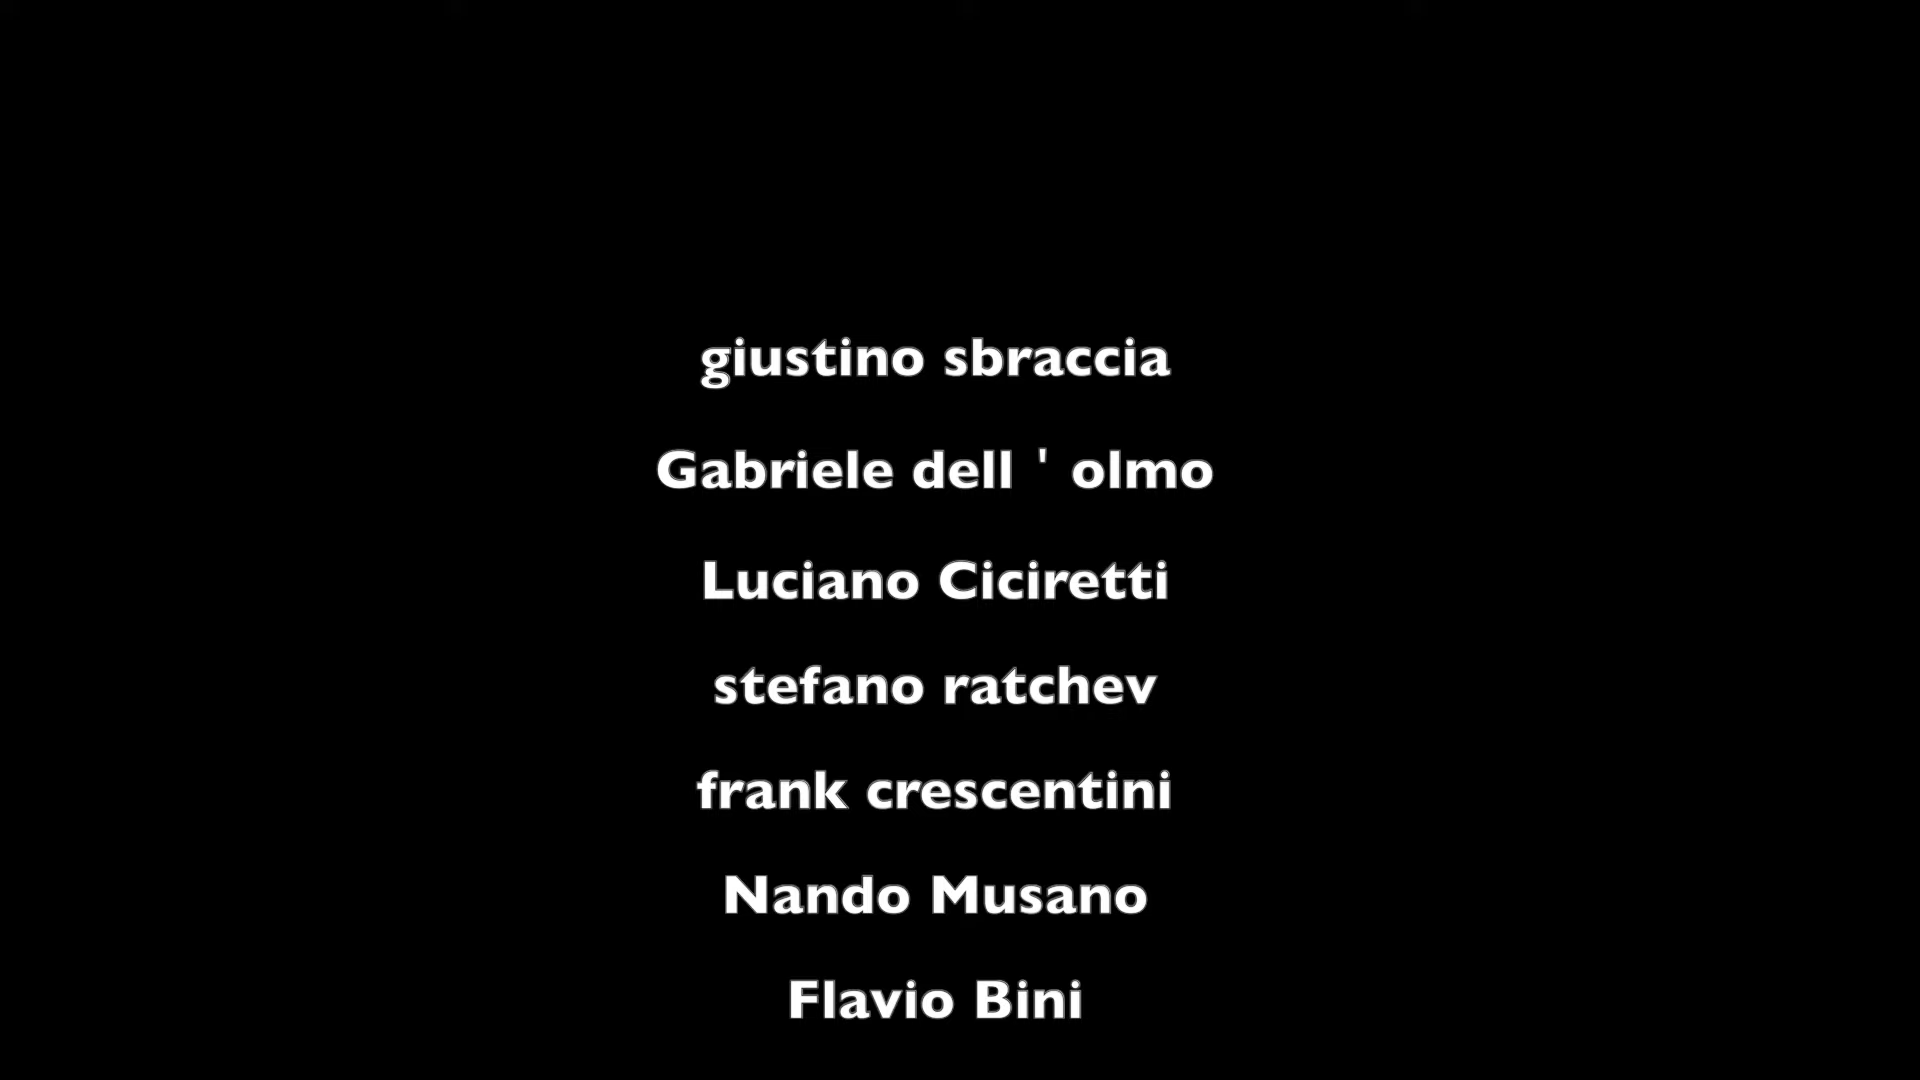 giustino sbraccia
Gabriele dell ' olmo
Luciano Ciciretti
stefano ratchev
frank crescentini
Nando Musano
Flavio Bini